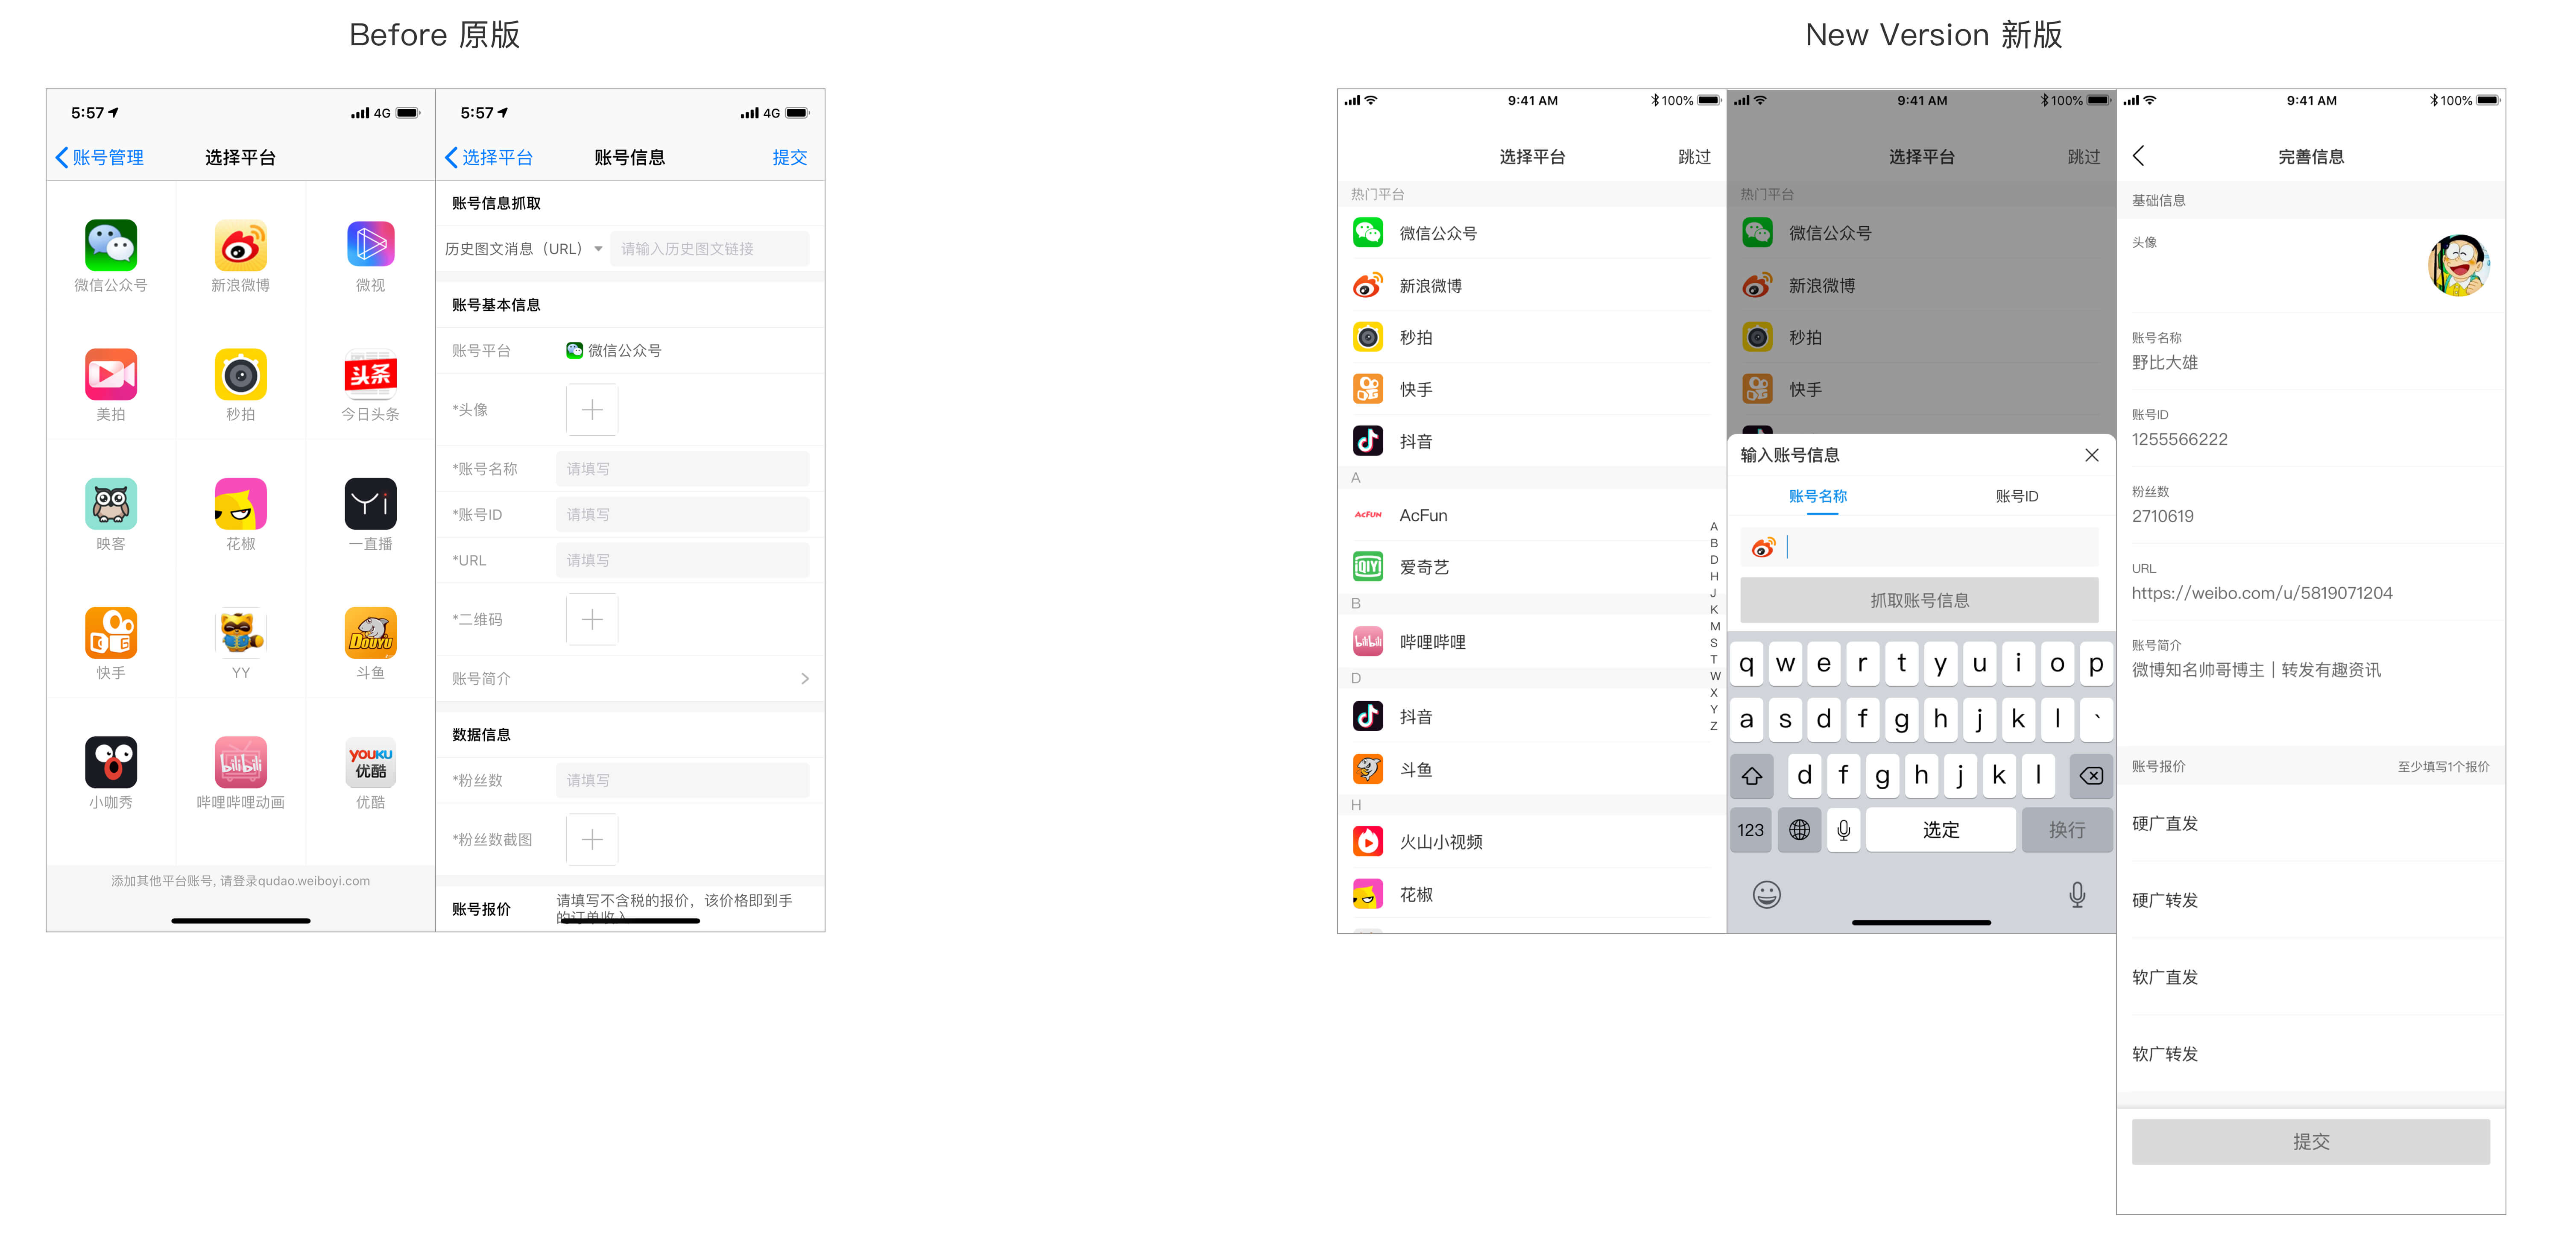 Before 原版
5:57
4G
账号管理 选择平台
微信公众号 新浪微博 微视
美拍 秒拍 头条 今日头条
映客 花椒 Yi 一直播
快手 YY DOUYU 斗鱼
小咖秀 bilibili 哔哩哔哩动画 YOUKU 优酷 优酷
添加其他平台账号, 请登录qudao.weiboyi.com
5:57
4G
选择平台 账号信息 提交
账号信息抓取
历史图文消息（URL） 请输入历史图文链接
账号基本信息
账号平台 微信公众号
*头像
*账号名称 请填写
*账号ID 请填写
*URL 请填写
*二维码
账号简介
数据信息
*粉丝数 请填写
*粉丝数截图
账号报价 请填写不含税的报价，该价格即到手
的订单收入
New Version 新版
9:41 AM 100%
选择平台 跳过
热门平台
微信公众号
新浪微博
秒拍
快手
抖音
A
AcFUN AcFun
QIYI 爱奇艺
B
bilibili 哔哩哔哩
D
抖音
斗鱼
H
火山小视频
花椒
A
B
D
H
J
K
M
S
T
W
X
Y
Z
9:41 AM 100%
选择平台 跳过
热门平台
微信公众号
新浪微博
秒拍
快手
输入账号信息
账号名称 账号ID
抓取账号信息
q w e r t y u i o p
a s d f g h j k l `
d f g h j k l
123 选定 换行
9:41 AM 100%
完善信息
基础信息
头像
账号名称
野比大雄
账号ID
1255566222
粉丝数
2710619
URL
https://weibo.com/u/5819071204
账号简介
微博知名帅哥博主｜转发有趣资讯
账号报价 至少填写1个报价
硬广直发
硬广转发
软广直发
软广转发
提交